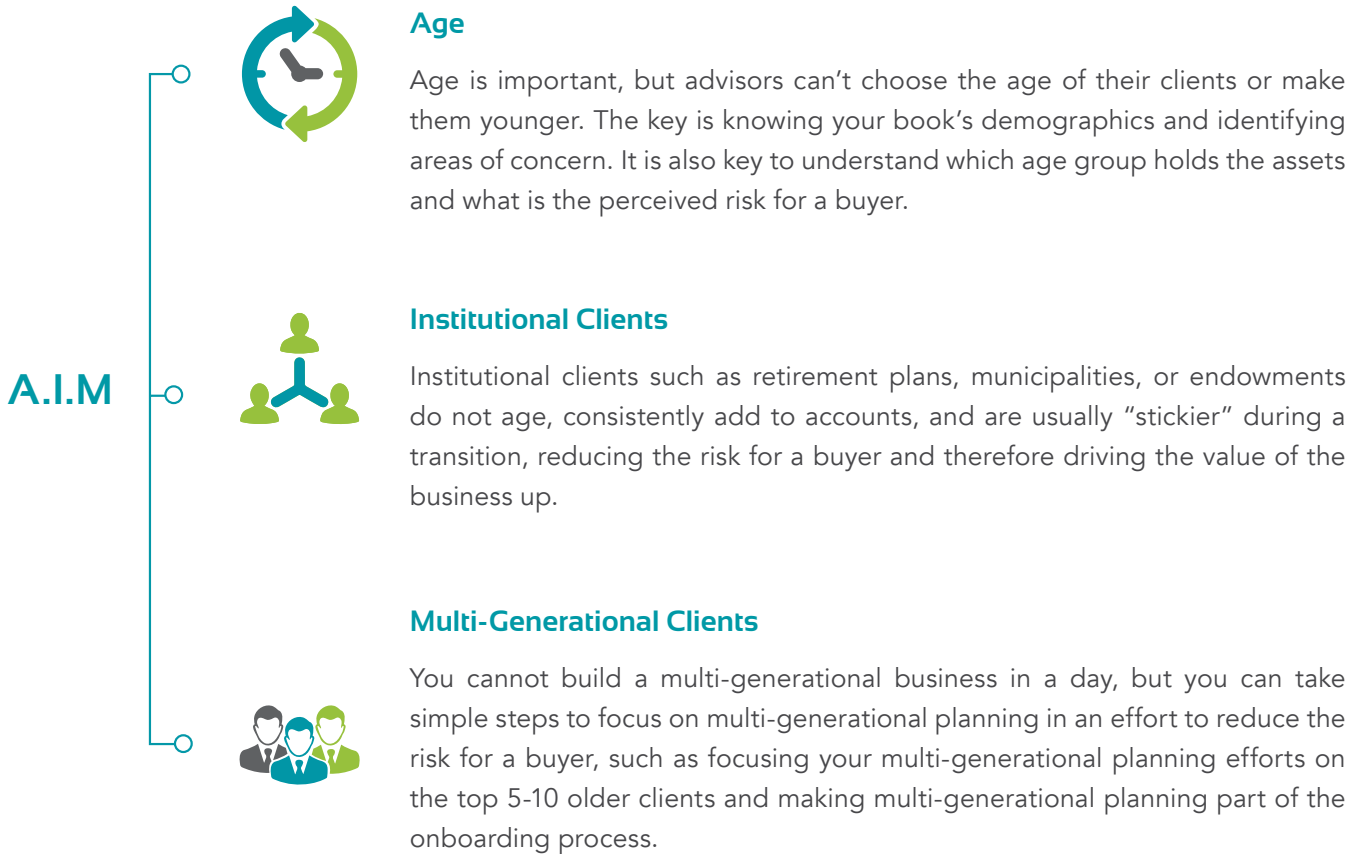 Age
Age is important, but advisors can’t choose the age of their clients or make
them younger. The key is knowing your book’s demographics and identifying
areas of concern. It is also key to understand which age group holds the assets
and what is the perceived risk for a buyer.
A.I.M
Institutional Clients
Institutional clients such as retirement plans, municipalities, or endowments
do not age, consistently add to accounts, and are usually “stickier” during a
transition, reducing the risk for a buyer and therefore driving the value of the
business up.
Multi-Generational Clients
You cannot build a multi-generational business in a day, but you can take
simple steps to focus on multi-generational planning in an effort to reduce the
risk for a buyer, such as focusing your multi-generational planning efforts on
the top 5-10 older clients and making multi-generational planning part of the
onboarding process.